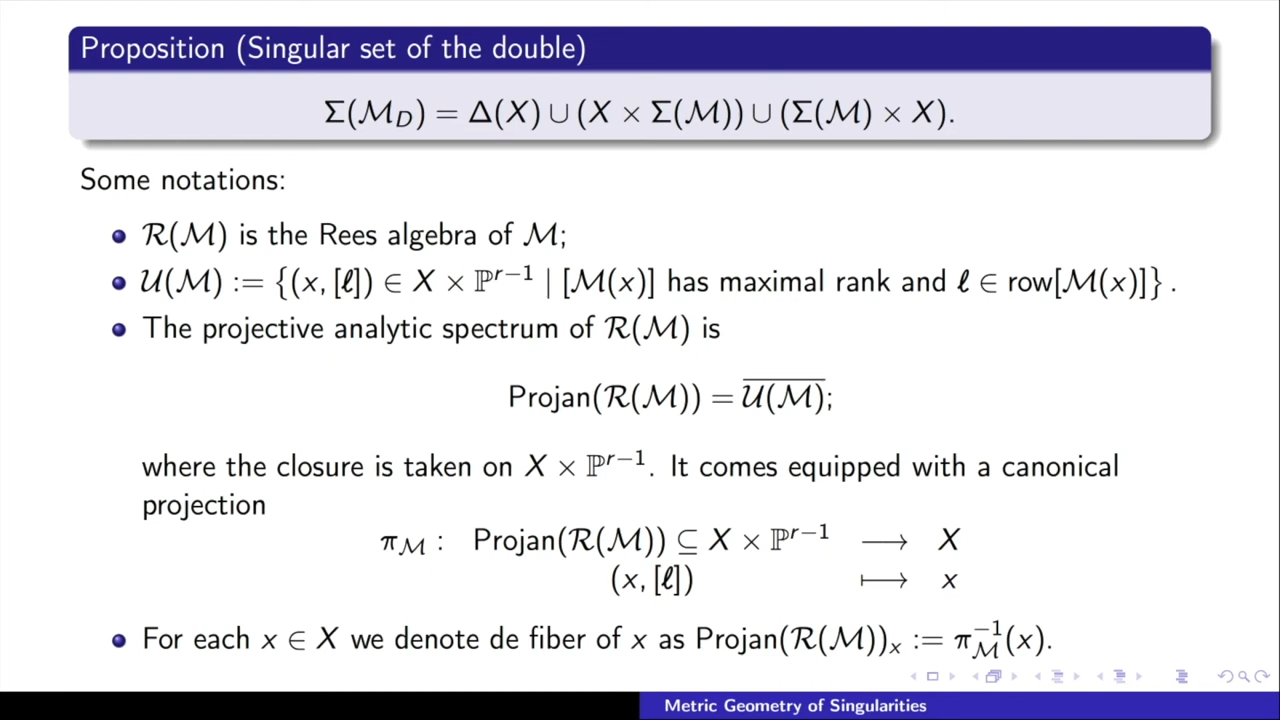 Proposition (Singular set of the double)
Σ(ℳ_D) = Δ(X) ∪ (X × Σ(ℳ)) ∪ (Σ(ℳ) × X).
Some notations:
ℛ(ℳ) is the Rees algebra of ℳ;
𝒰(ℳ) := {(x, [ℓ]) ∈ X × ℙ^{r−1} | [ℳ(x)] has maximal rank and ℓ ∈ row[ℳ(x)]} .
The projective analytic spectrum of ℛ(ℳ) is
Projan(ℛ(ℳ)) = \overline{𝒰(ℳ)};
where the closure is taken on X × ℙ^{r−1}. It comes equipped with a canonical
projection
π_ℳ : Projan(ℛ(ℳ)) ⊆ X × ℙ^{r−1} ⟶ X
(x, [ℓ]) ⟼ x
For each x ∈ X we denote de fiber of x as Projan(ℛ(ℳ))_x := π_ℳ^{−1}(x).
Metric Geometry of Singularities